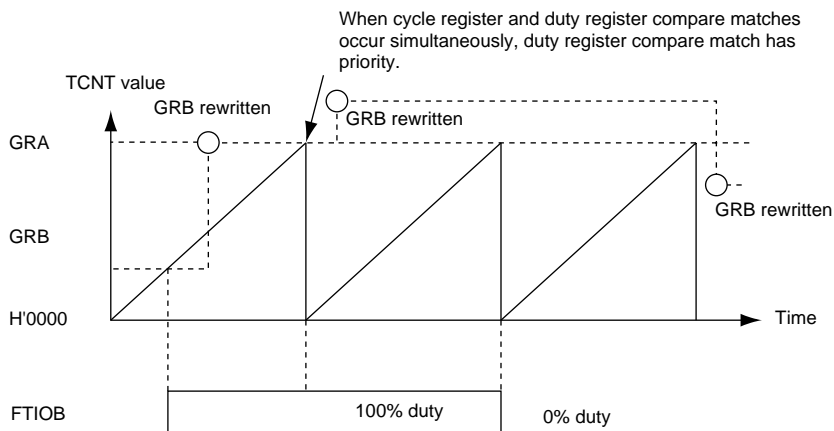 When cycle register and duty register compare matches
occur simultaneously, duty register compare match has
priority.
TCNT value
GRB rewritten
GRB rewritten
GRA
GRB rewritten
GRB
H'0000
Time
FTIOB
100% duty
0% duty